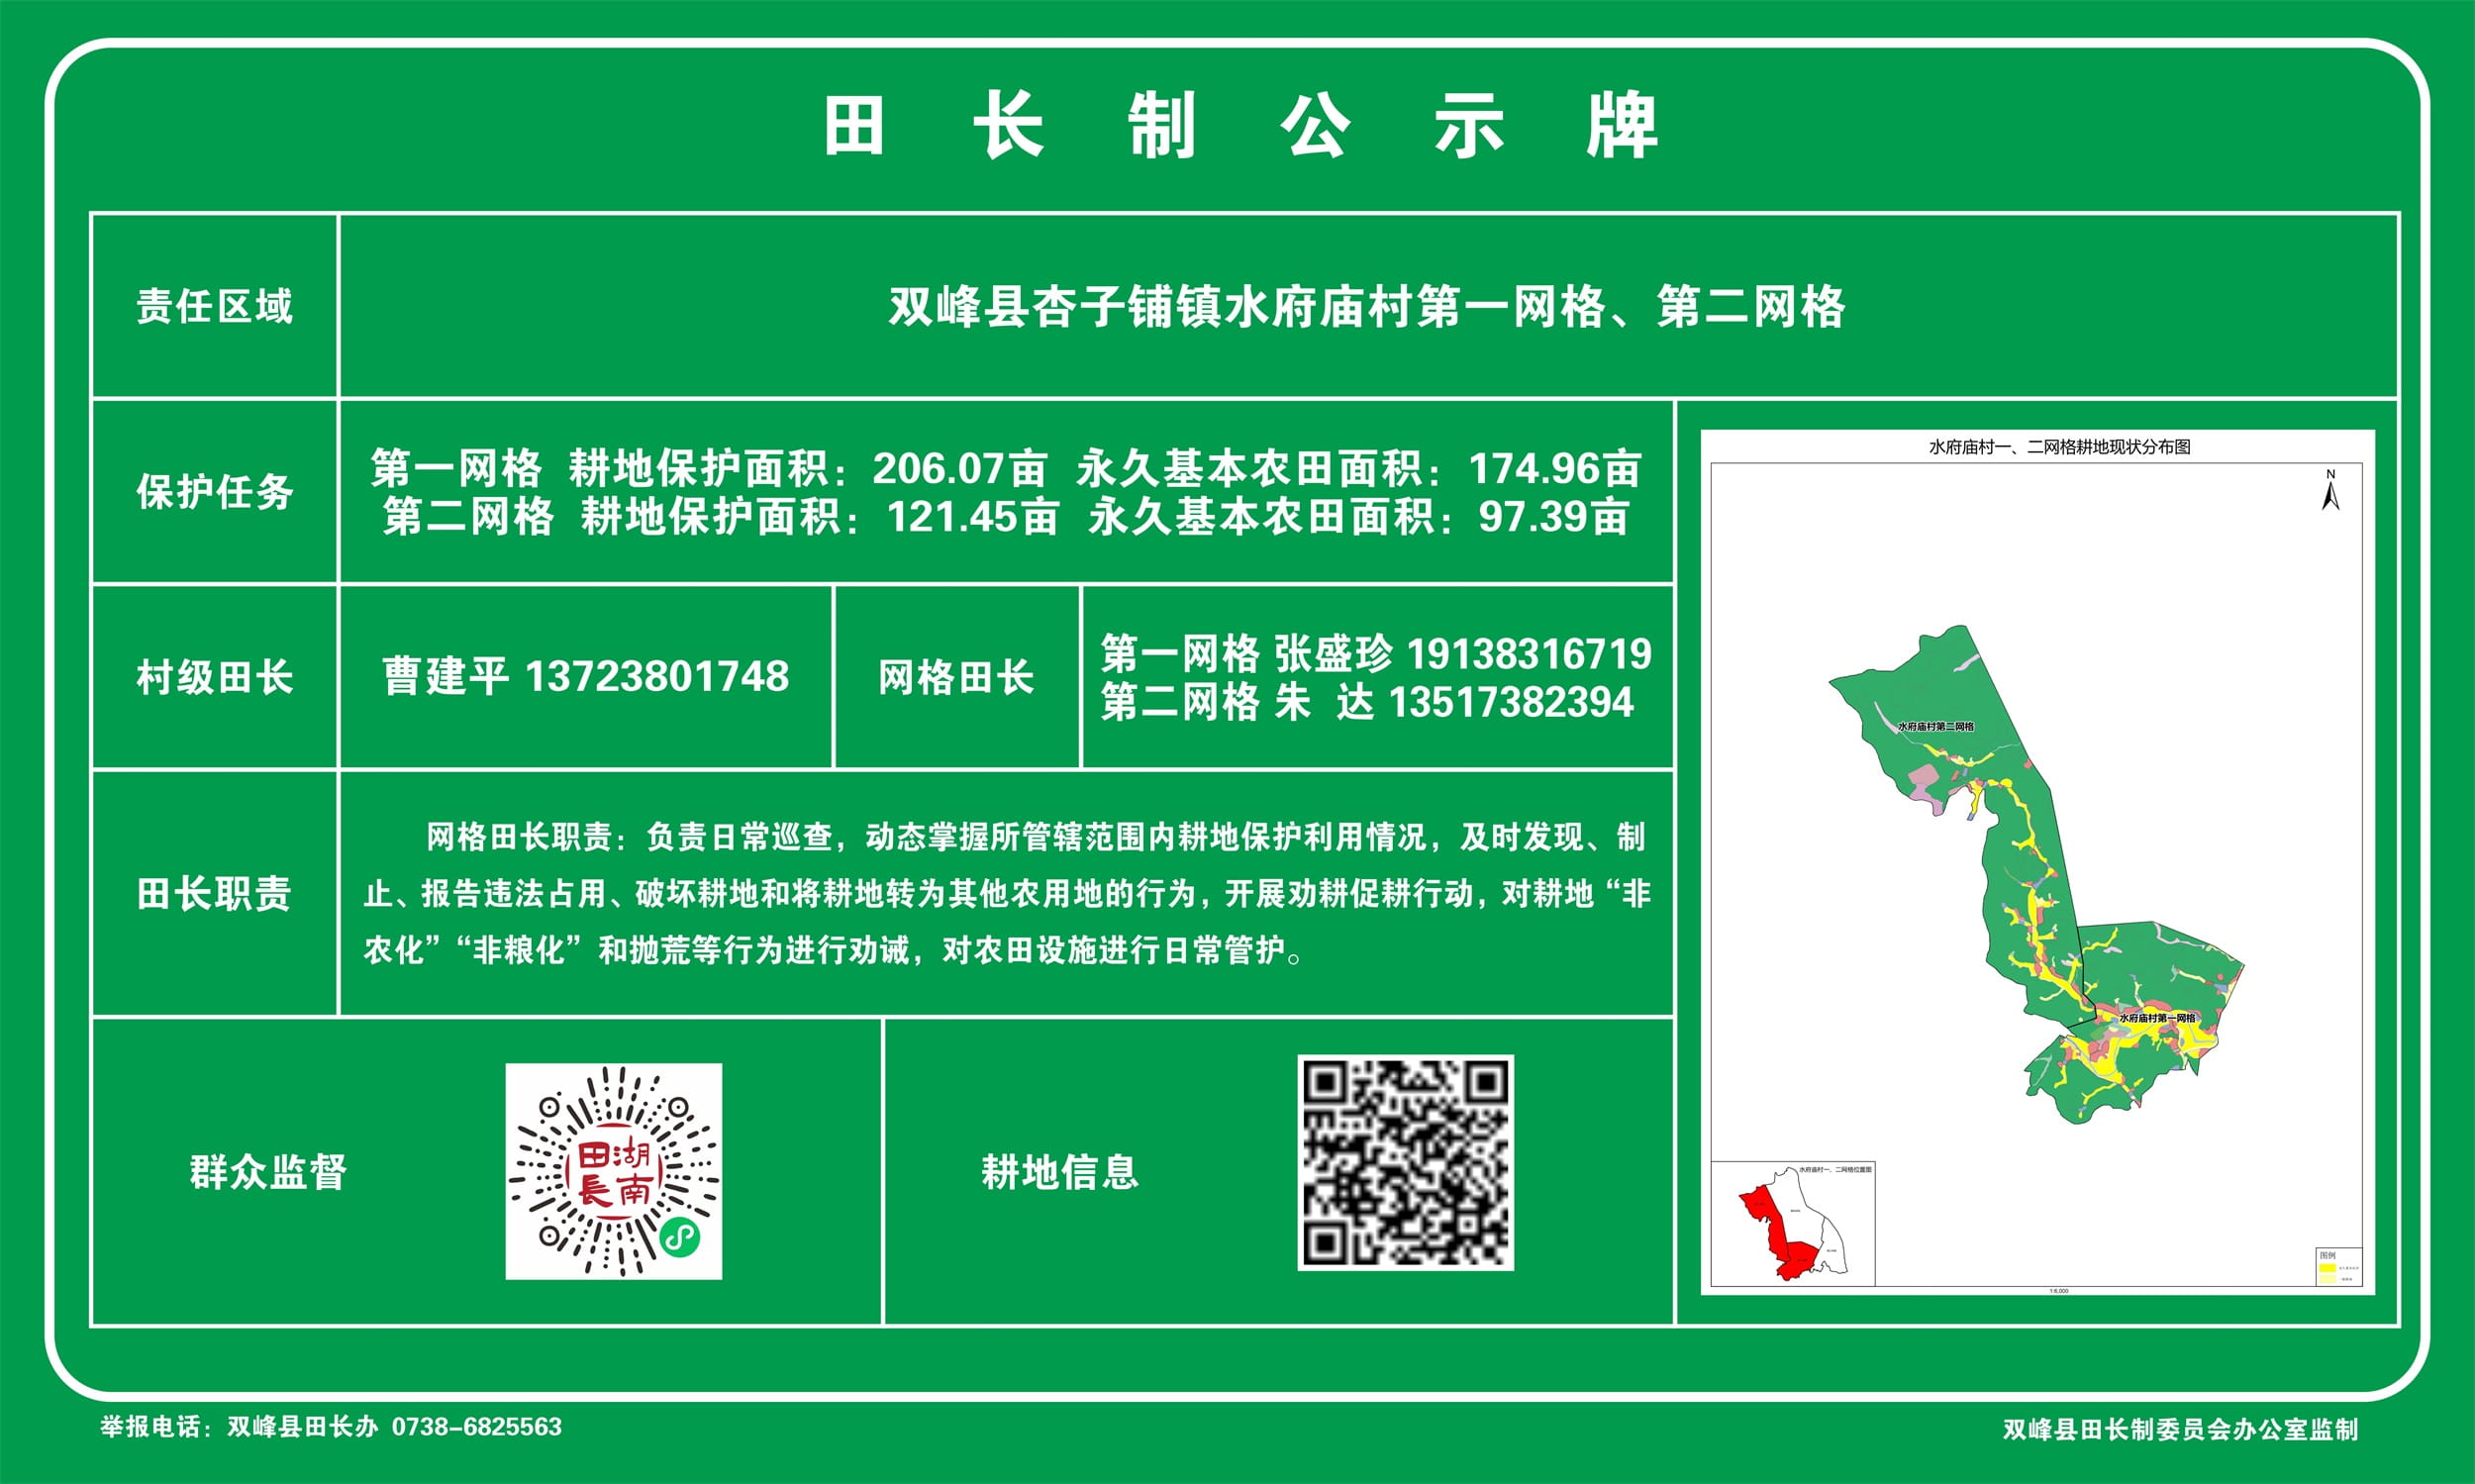 田长制公示牌
责任区域
双峰县杏子铺镇水府庙村第一网格、第二网格
保护任务
第一网格 耕地保护面积：206.07亩 永久基本农田面积：174.96亩
第二网格 耕地保护面积：121.45亩 永久基本农田面积：97.39亩
村级田长
曹建平 13723801748
网格田长
第一网格 张盛珍 19138316719
第二网格 朱 达 13517382394
田长职责
网格田长职责：负责日常巡查，动态掌握所管辖范围内耕地保护利用情况，及时发现、制
止、报告违法占用、破坏耕地和将耕地转为其他农用地的行为，开展劝耕促耕行动，对耕地“非
农化”“非粮化”和抛荒等行为进行劝诫，对农田设施进行日常管护。
群众监督
湖南
田長
耕地信息
水府庙村一、二网格耕地现状分布图
N
水府庙村第二网格
水府庙村第一网格
水府庙村一、二网格位置图
图例
1:6,000
举报电话：双峰县田长办 0738-6825563
双峰县田长制委员会办公室监制